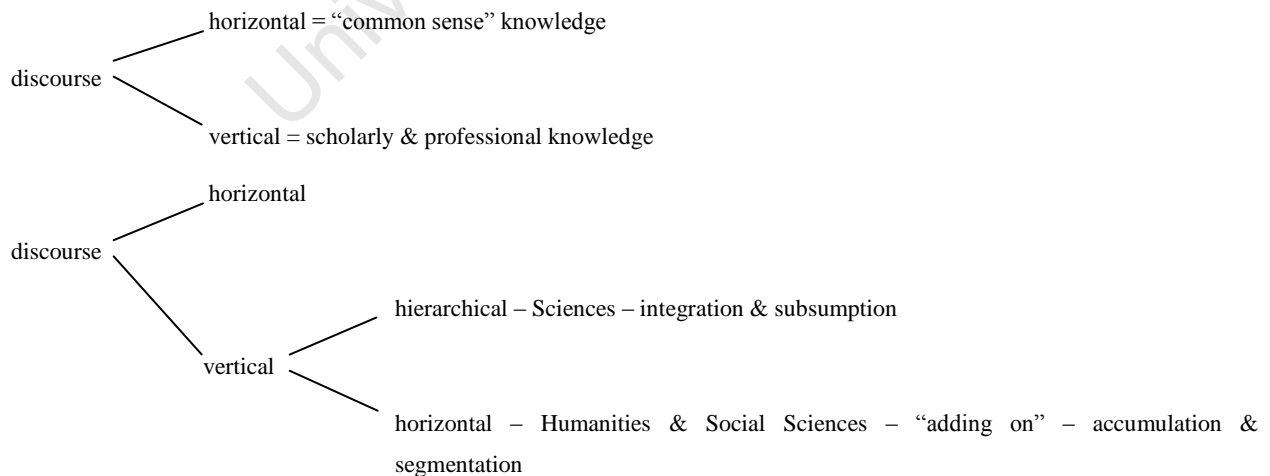 horizontal = “common sense” knowledge
discourse
vertical = scholarly & professional knowledge
horizontal
discourse
hierarchical – Sciences – integration & subsumption
vertical
horizontal – Humanities & Social Sciences – “adding on” – accumulation &
segmentation